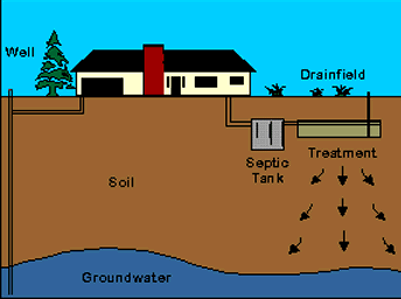 Well
Drainfield
Septic
Tank
Treatment
Soil
Groundwater